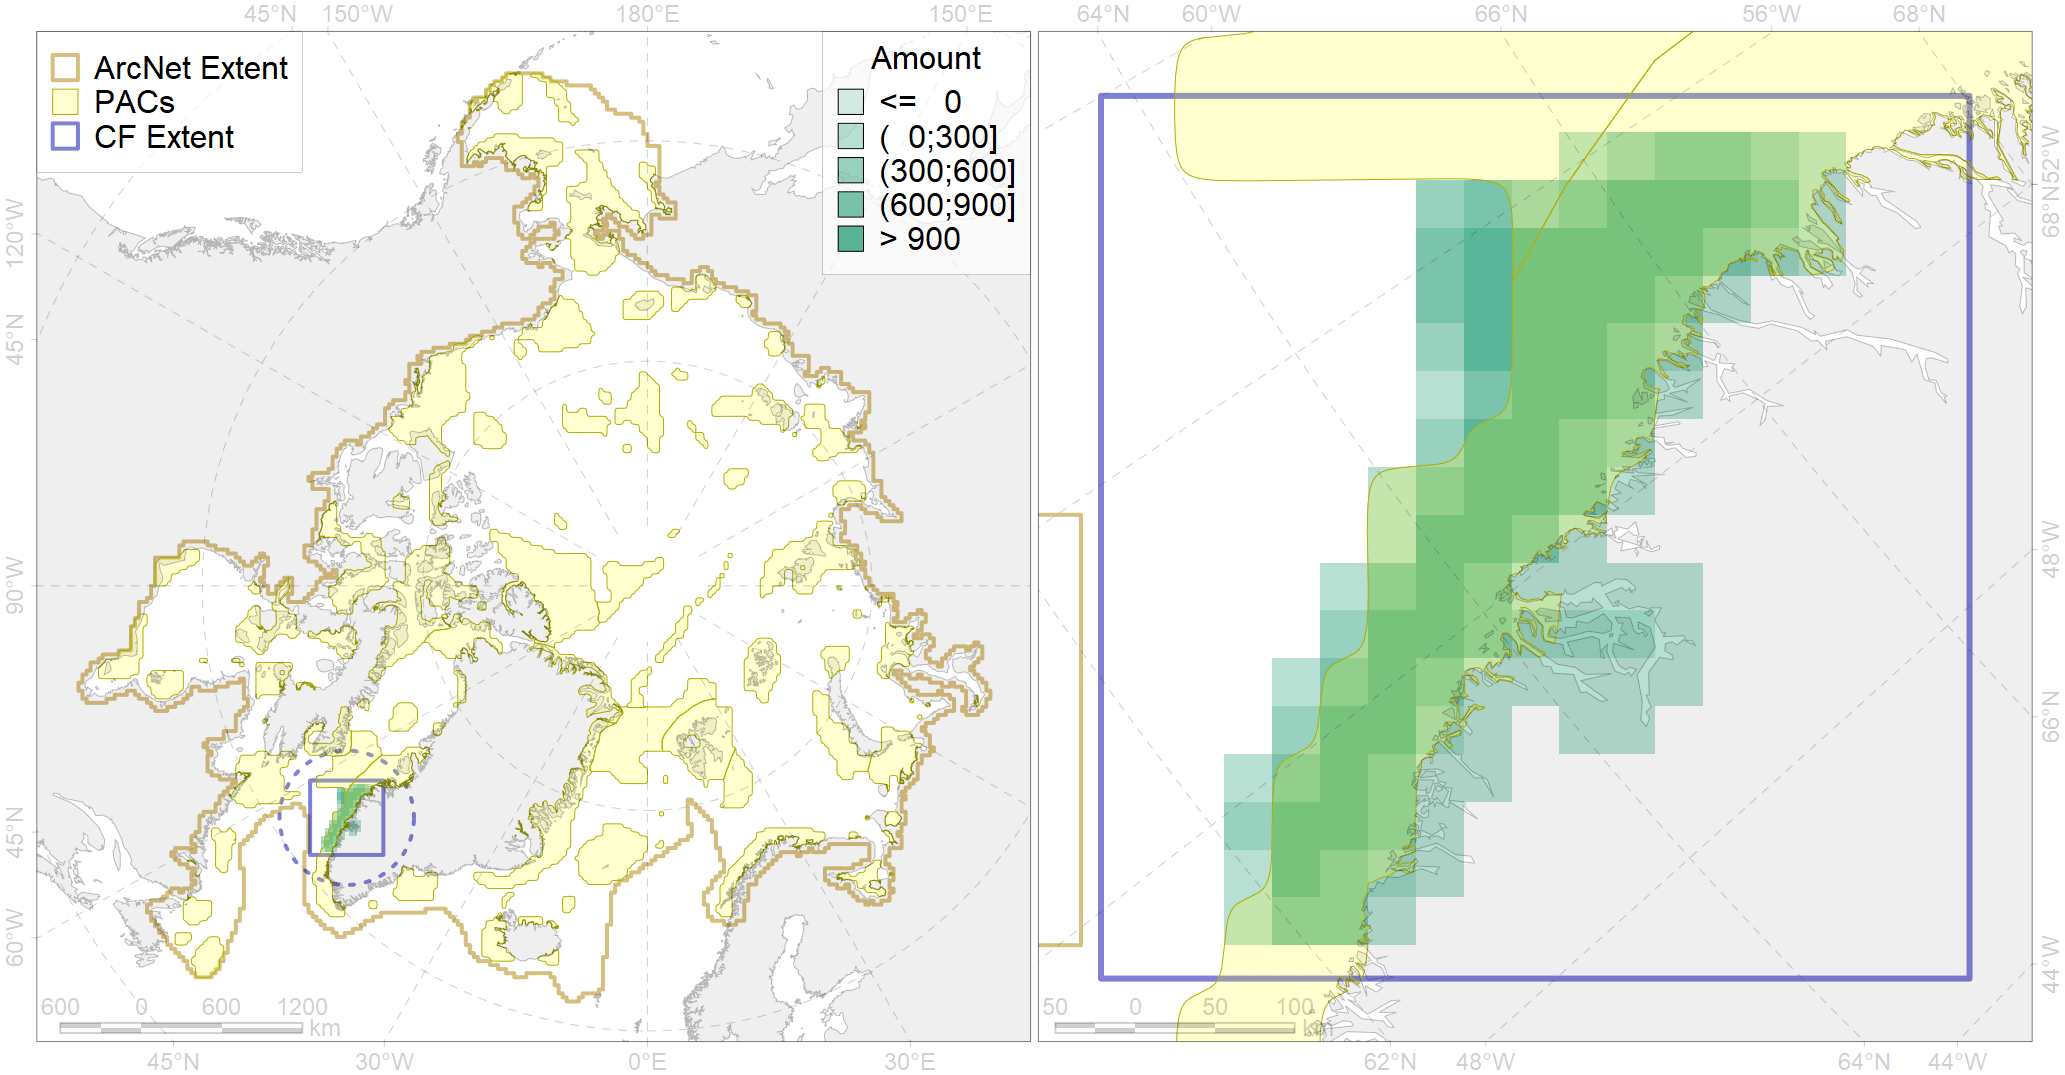 45°N 150°W 180°E 150°E 64°N 60°W 66°N 56°W 68°N
ArcNet Extent
PACs
CF Extent
Amount
<= 0
( 0;300]
(300;600]
(600;900]
> 900
120°W
45°N
90°W
45°N
60°W
52°W
68°N
48°W
66°N
44°W
600 0 600 1200
km
50 0 50 100
45°N 30°W 0°E 30°E 62°N 48°W 64°N 44°W